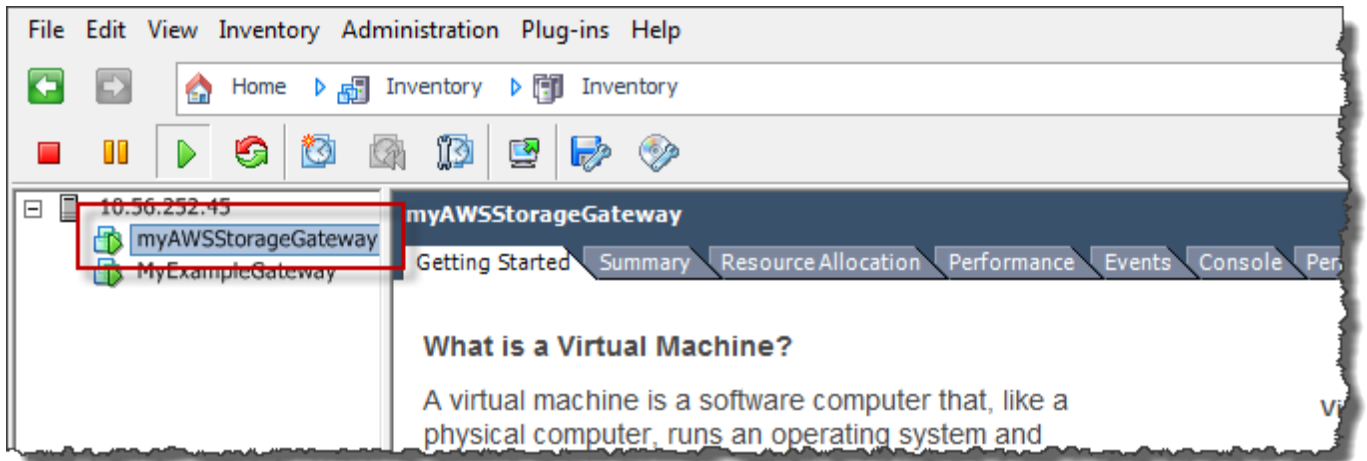 File Edit View Inventory Administration Plug-ins Help
Home Inventory Inventory
10.56.252.45
myAWSStorageGateway
MyExampleGateway
myAWSStorageGateway
Getting Started Summary Resource Allocation Performance Events Console
What is a Virtual Machine?
A virtual machine is a software computer that, like a
physical computer, runs an operating system and